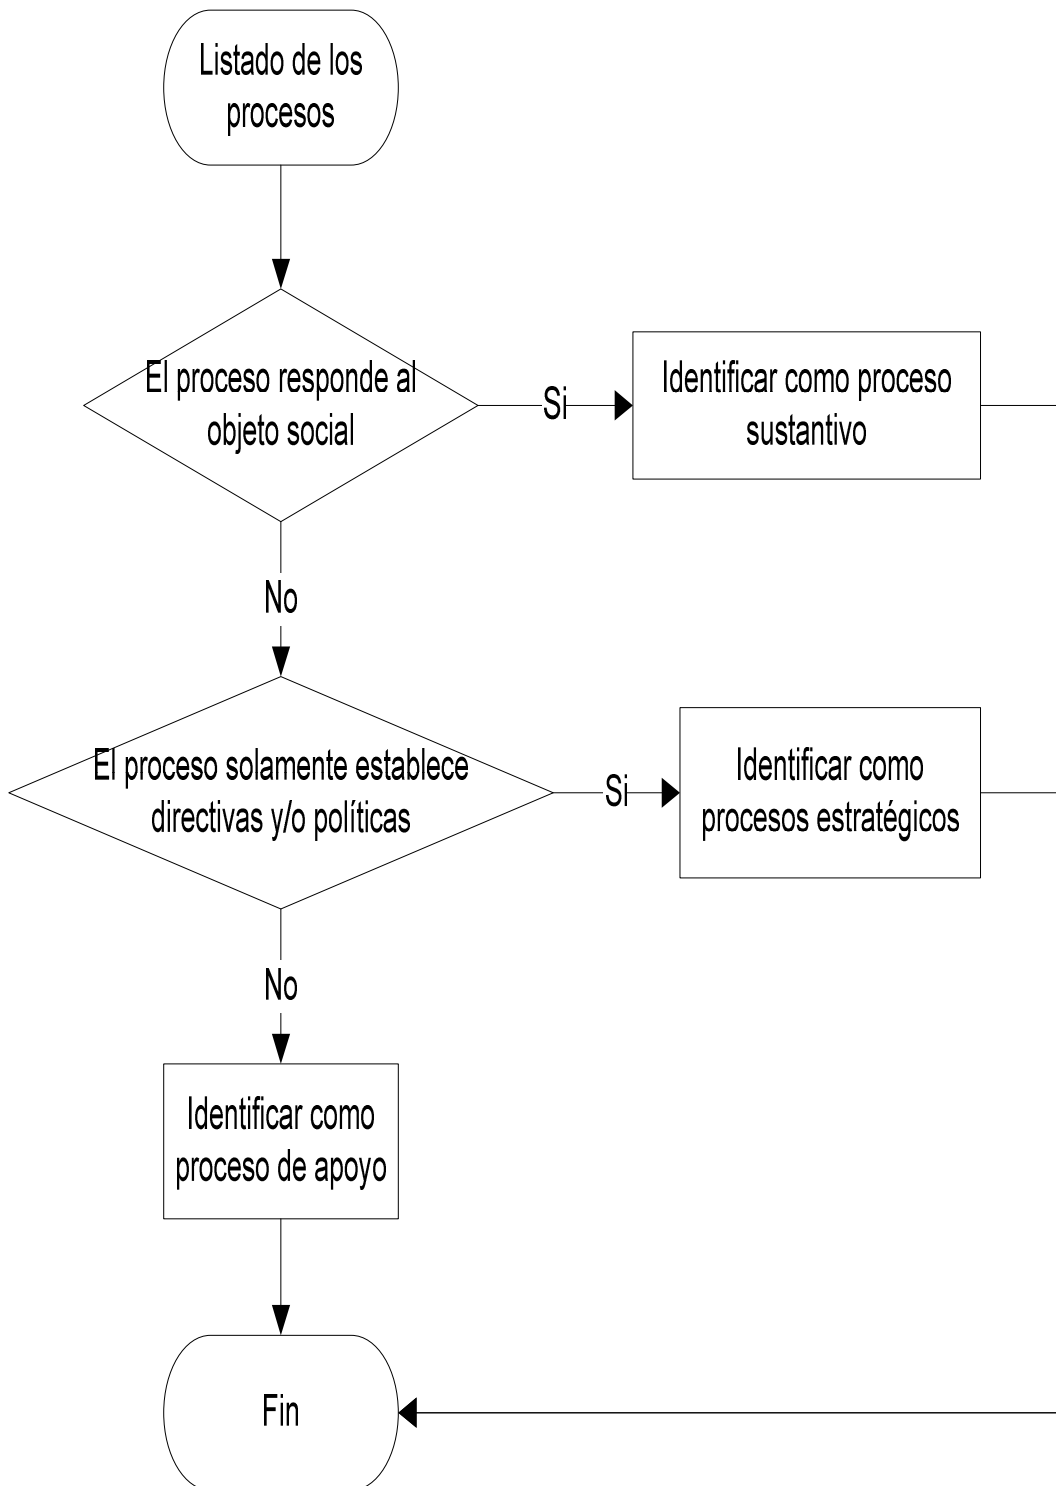 Listado de los
procesos
El proceso responde al
objeto social
Si
Identificar como proceso
sustantivo
No
El proceso solamente establece
directivas y/o políticas
Si
Identificar como
procesos estratégicos
No
Identificar como
proceso de apoyo
Fin